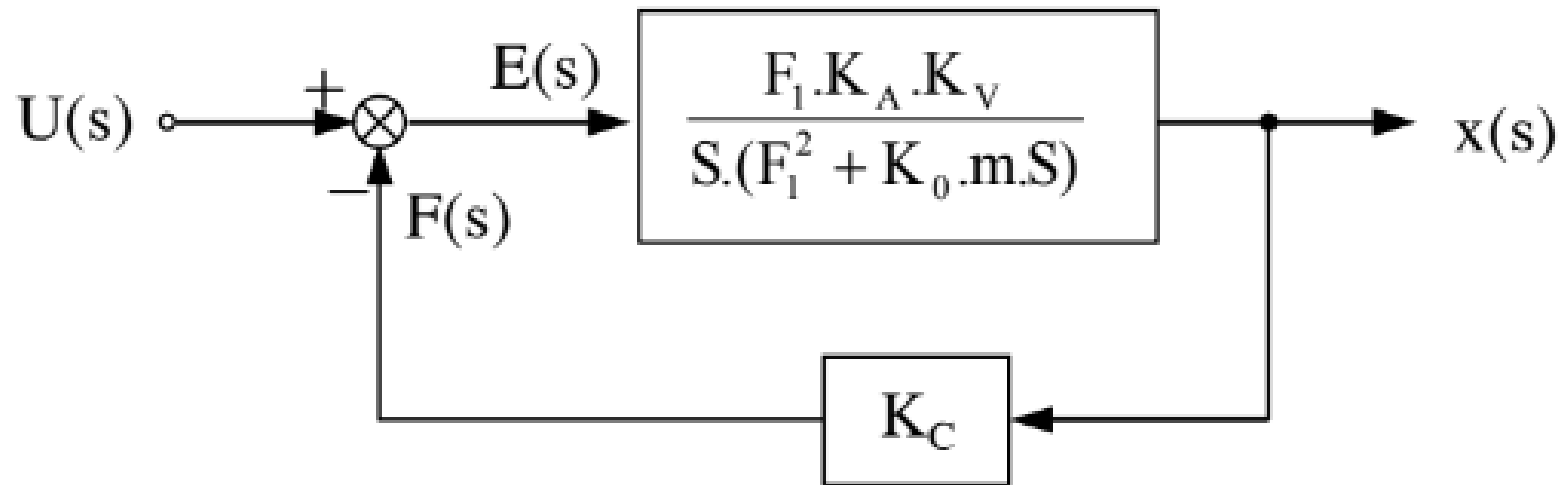 U(s)
+
−
E(s)
F(s)
F₁.K_A.K_V
S.(F₁² + K₀.m.S)
x(s)
K_C